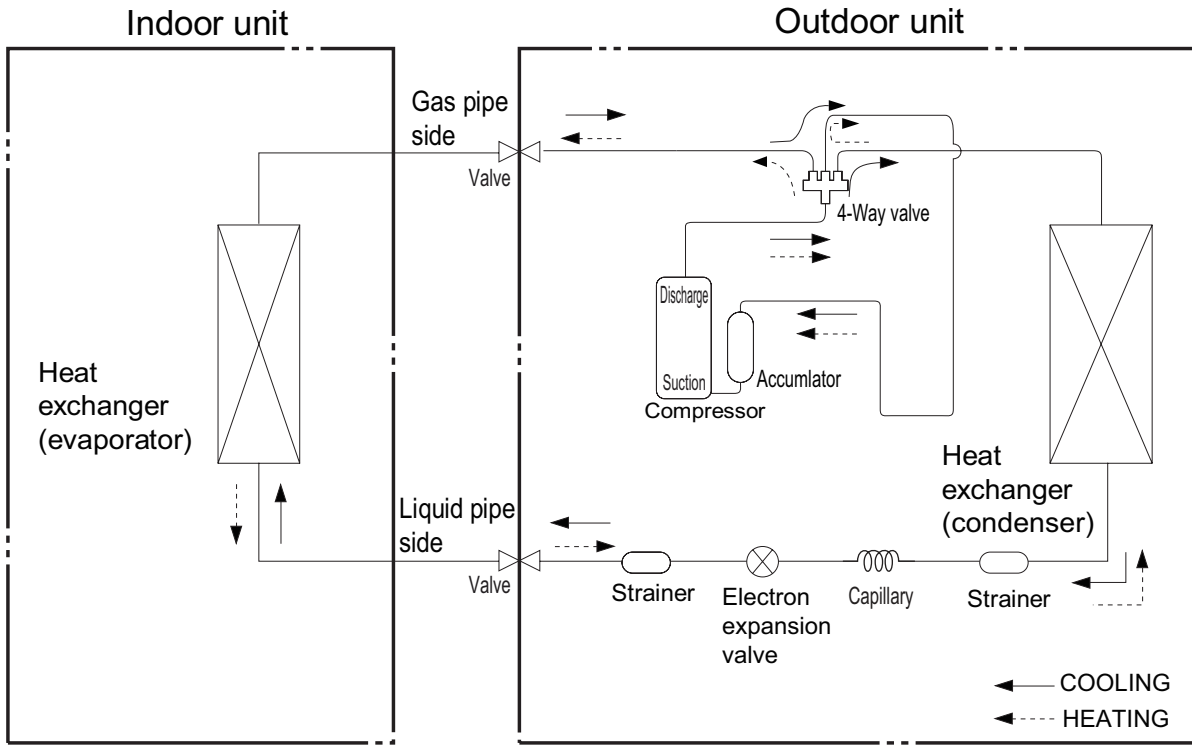 Indoor unit
Outdoor unit
Gas pipe
side
Valve
4-Way valve
Discharge
Suction
Compressor
Accumlator
Heat
exchanger
(evaporator)
Heat
exchanger
(condenser)
Liquid pipe
side
Valve
Strainer
Electron
expansion
valve
Capillary
Strainer
COOLING
HEATING